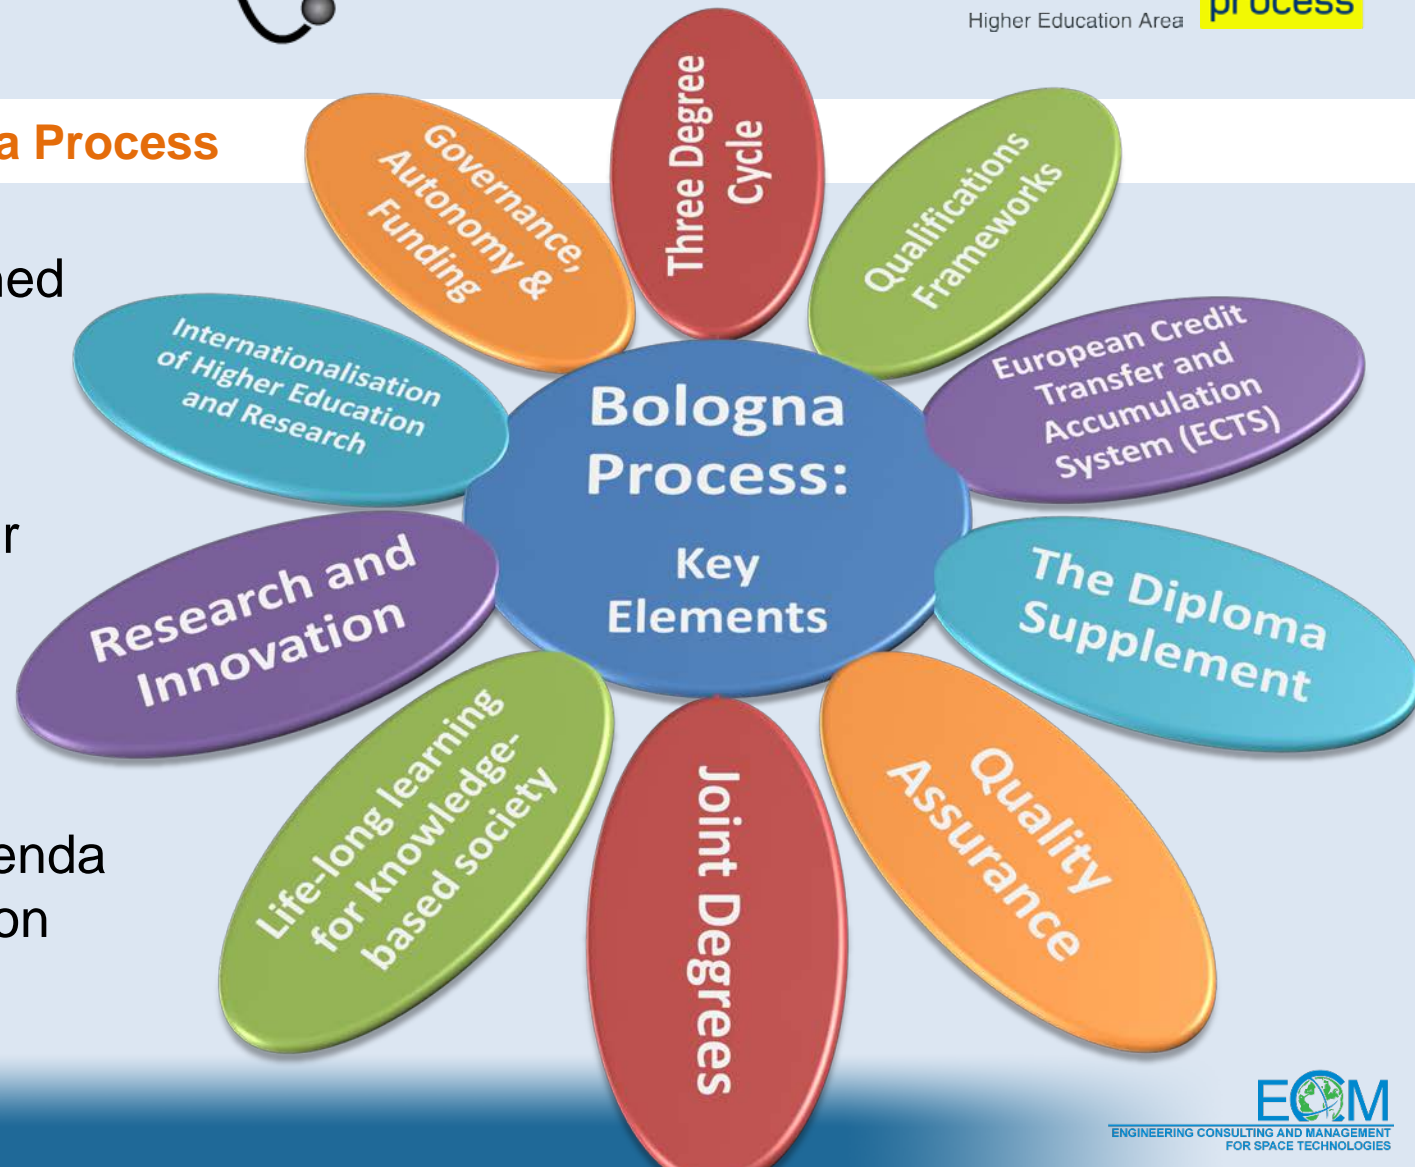 Higher Education Area
process
a Process
Three Degree
Cycle
Qualifications
Frameworks
European Credit
Transfer and
Accumulation
System (ECTS)
The Diploma
Supplement
Quality
Assurance
Joint Degrees
Life-long learning
for knowledge-
based society
Research and
Innovation
Internationalisation
of Higher Education
and Research
Governance,
Autonomy &
Funding
Bologna
Process:
Key
Elements
ned
r
enda
on
ECM
ENGINEERING CONSULTING AND MANAGEMENT
FOR SPACE TECHNOLOGIES